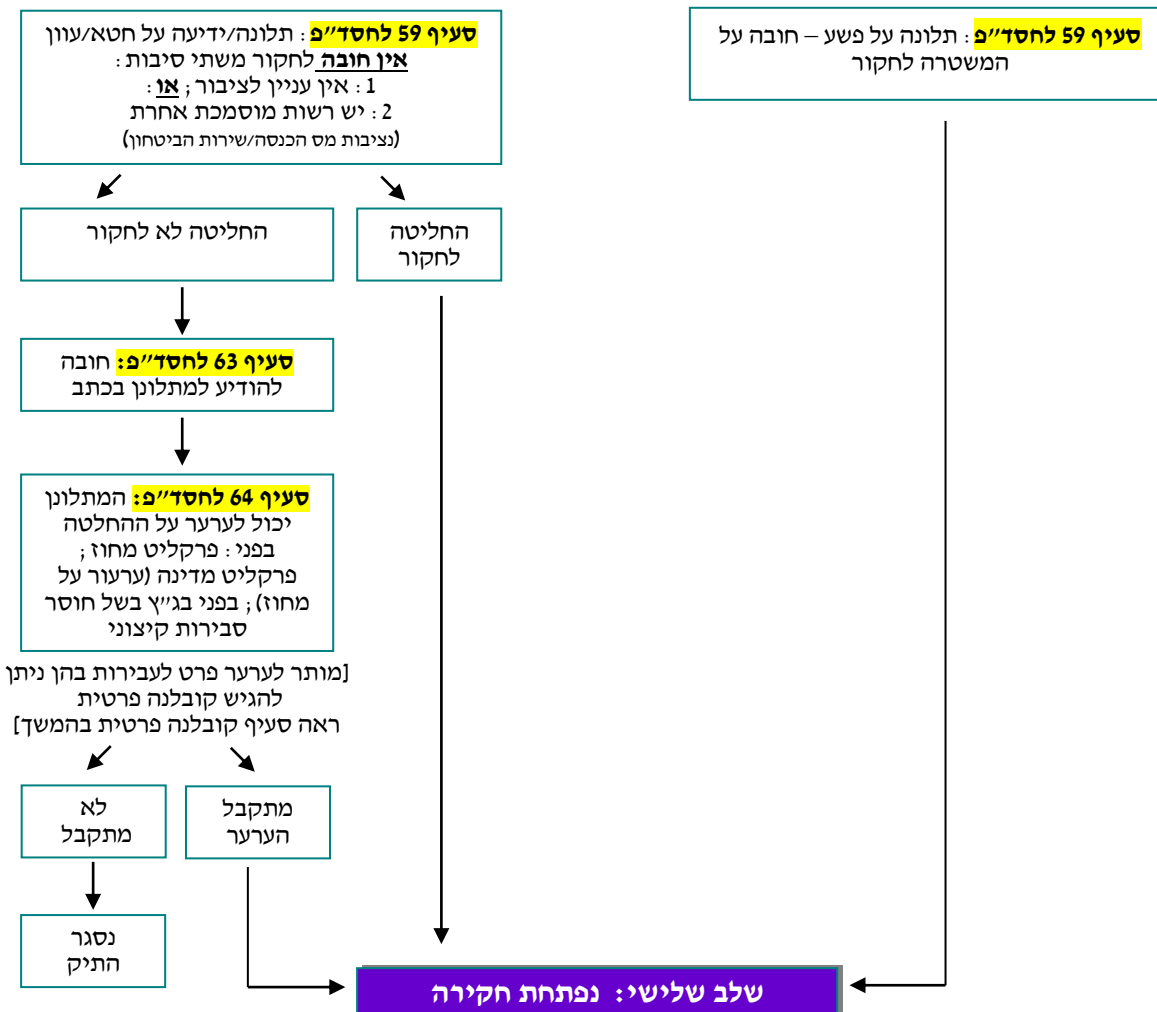 סעיף 59 לחסד"פ: תלונה על פשע – חובה על
המשטרה לחקור
סעיף 59 לחסד"פ: תלונה/ידיעה על חטא/עוון
אין חובה לחקור משתי סיבות:
1: אין עניין לציבור; או:
2: יש רשות מוסמכת אחרת
(נציבות מס הכנסה/שירות הביטחון)
החליטה
לחקור
החליטה לא לחקור
סעיף 63 לחסד"פ: חובה
להודיע למתלונן בכתב
סעיף 64 לחסד"פ: המתלונן
יכול לערער על ההחלטה
בפני: פרקליט מחוז;
פרקליט מדינה (ערעור על
מחוז); בפני בג"ץ בשל חוסר
סבירות קיצוני
[מותר לערער פרט לעבירות בהן ניתן
להגיש קובלנה פרטית
ראה סעיף קובלנה פרטית בהמשך]
מתקבל
הערער
לא
מתקבל
נסגר
התיק
שלב שלישי: נפתחת חקירה